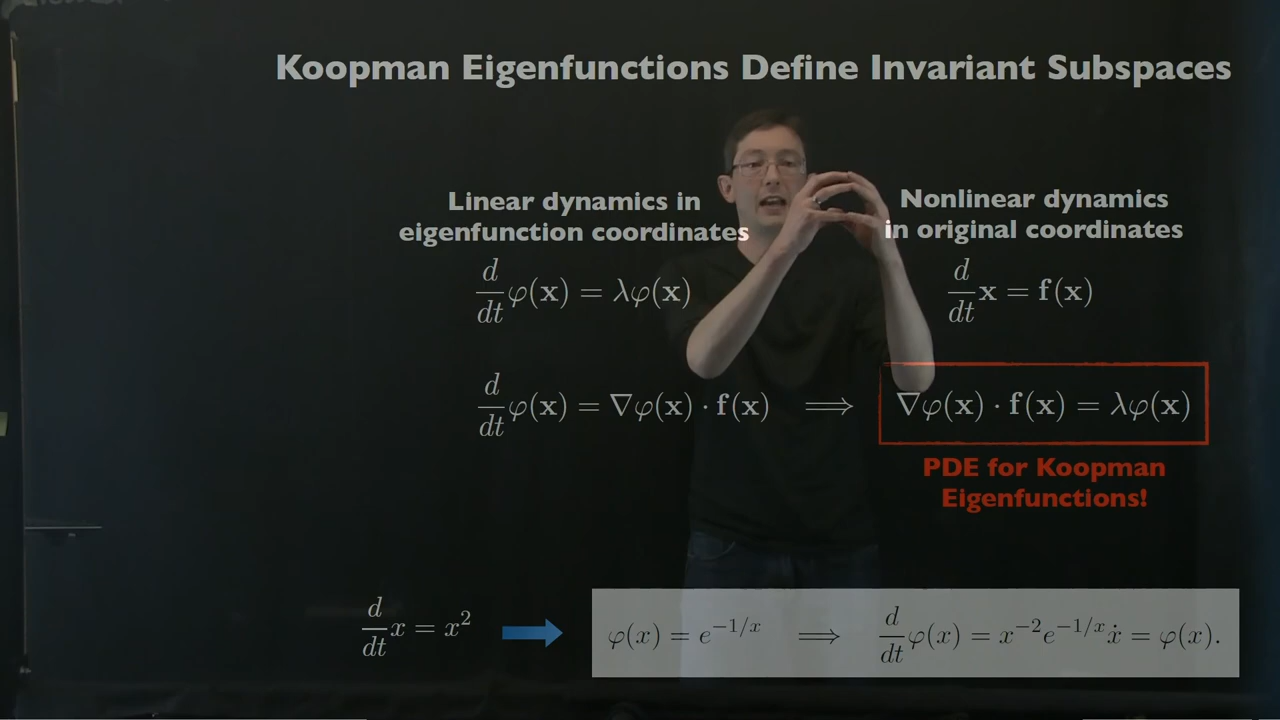 Koopman Eigenfunctions Define Invariant Subspaces
Linear dynamics in
eigenfunction coordinates
Nonlinear dynamics
in original coordinates
d/dt φ(𝐱) = λφ(𝐱)
d/dt 𝐱 = 𝐟(𝐱)
d/dt φ(𝐱) = ∇φ(𝐱) · 𝐟(𝐱) ⟹ ∇φ(𝐱) · 𝐟(𝐱) = λφ(𝐱)
PDE for Koopman
Eigenfunctions!
d/dt x = x² φ(x) = e^{-1/x} ⟹ d/dt φ(x) = x^{-2}e^{-1/x}ẋ = φ(x).